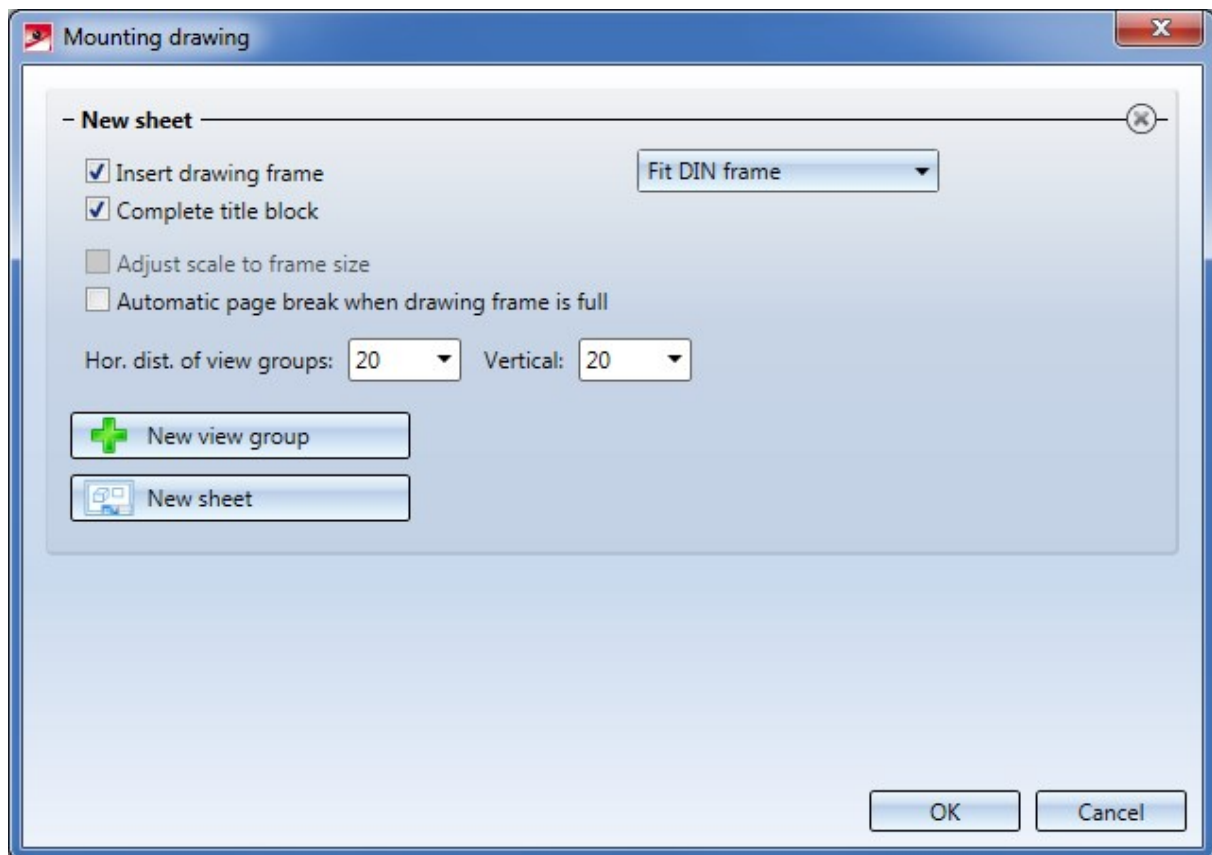 Mounting drawing
New sheet
Insert drawing frame Fit DIN frame
Complete title block
Adjust scale to frame size
Automatic page break when drawing frame is full
Hor. dist. of view groups: 20 Vertical: 20
New view group
New sheet
OK Cancel